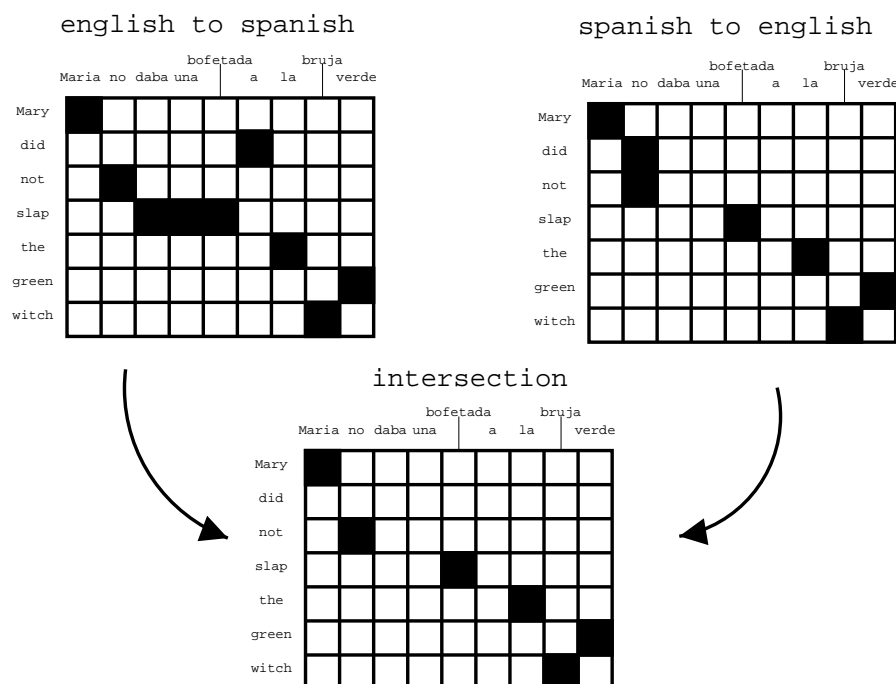 english to spanish
bofetada bruja
Maria no daba una a la verde
Mary
did
not
slap
the
green
witch
spanish to english
bofetada bruja
Maria no daba una a la verde
Mary
did
not
slap
the
green
witch
intersection
bofetada bruja
Maria no daba una a la verde
Mary
did
not
slap
the
green
witch